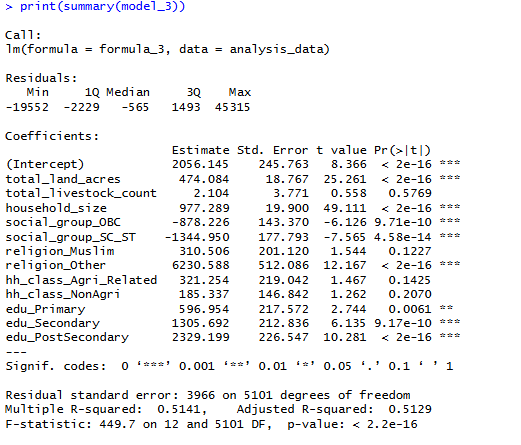 > print(summary(model_3))
Call:
lm(formula = formula_3, data = analysis_data)
Residuals:
   Min     1Q Median     3Q    Max
-19552  -2229   -565   1493  45315
Coefficients:
                      Estimate Std. Error t value Pr(>|t|)
(Intercept)           2056.145    245.763   8.366  < 2e-16 ***
total_land_acres       474.084     18.767  25.261  < 2e-16 ***
total_livestock_count    2.104      3.771   0.558   0.5769
household_size         977.289     19.900  49.111  < 2e-16 ***
social_group_OBC      -878.226    143.370  -6.126 9.71e-10 ***
social_group_SC_ST   -1344.950    177.793  -7.565 4.58e-14 ***
religion_Muslim        310.506    201.120   1.544   0.1227
religion_Other        6230.588    512.086  12.167  < 2e-16 ***
hh_class_Agri_Related  321.254    219.042   1.467   0.1425
hh_class_NonAgri       185.337    146.842   1.262   0.2070
edu_Primary            596.954    217.572   2.744   0.0061 **
edu_Secondary         1305.692    212.836   6.135 9.17e-10 ***
edu_PostSecondary     2329.199    226.547  10.281  < 2e-16 ***
---
Signif. codes:  0 ‘***’ 0.001 ‘**’ 0.01 ‘*’ 0.05 ‘.’ 0.1 ‘ ’ 1
Residual standard error: 3966 on 5101 degrees of freedom
Multiple R-squared:  0.5141,    Adjusted R-squared:  0.5129
F-statistic: 449.7 on 12 and 5101 DF,  p-value: < 2.2e-16